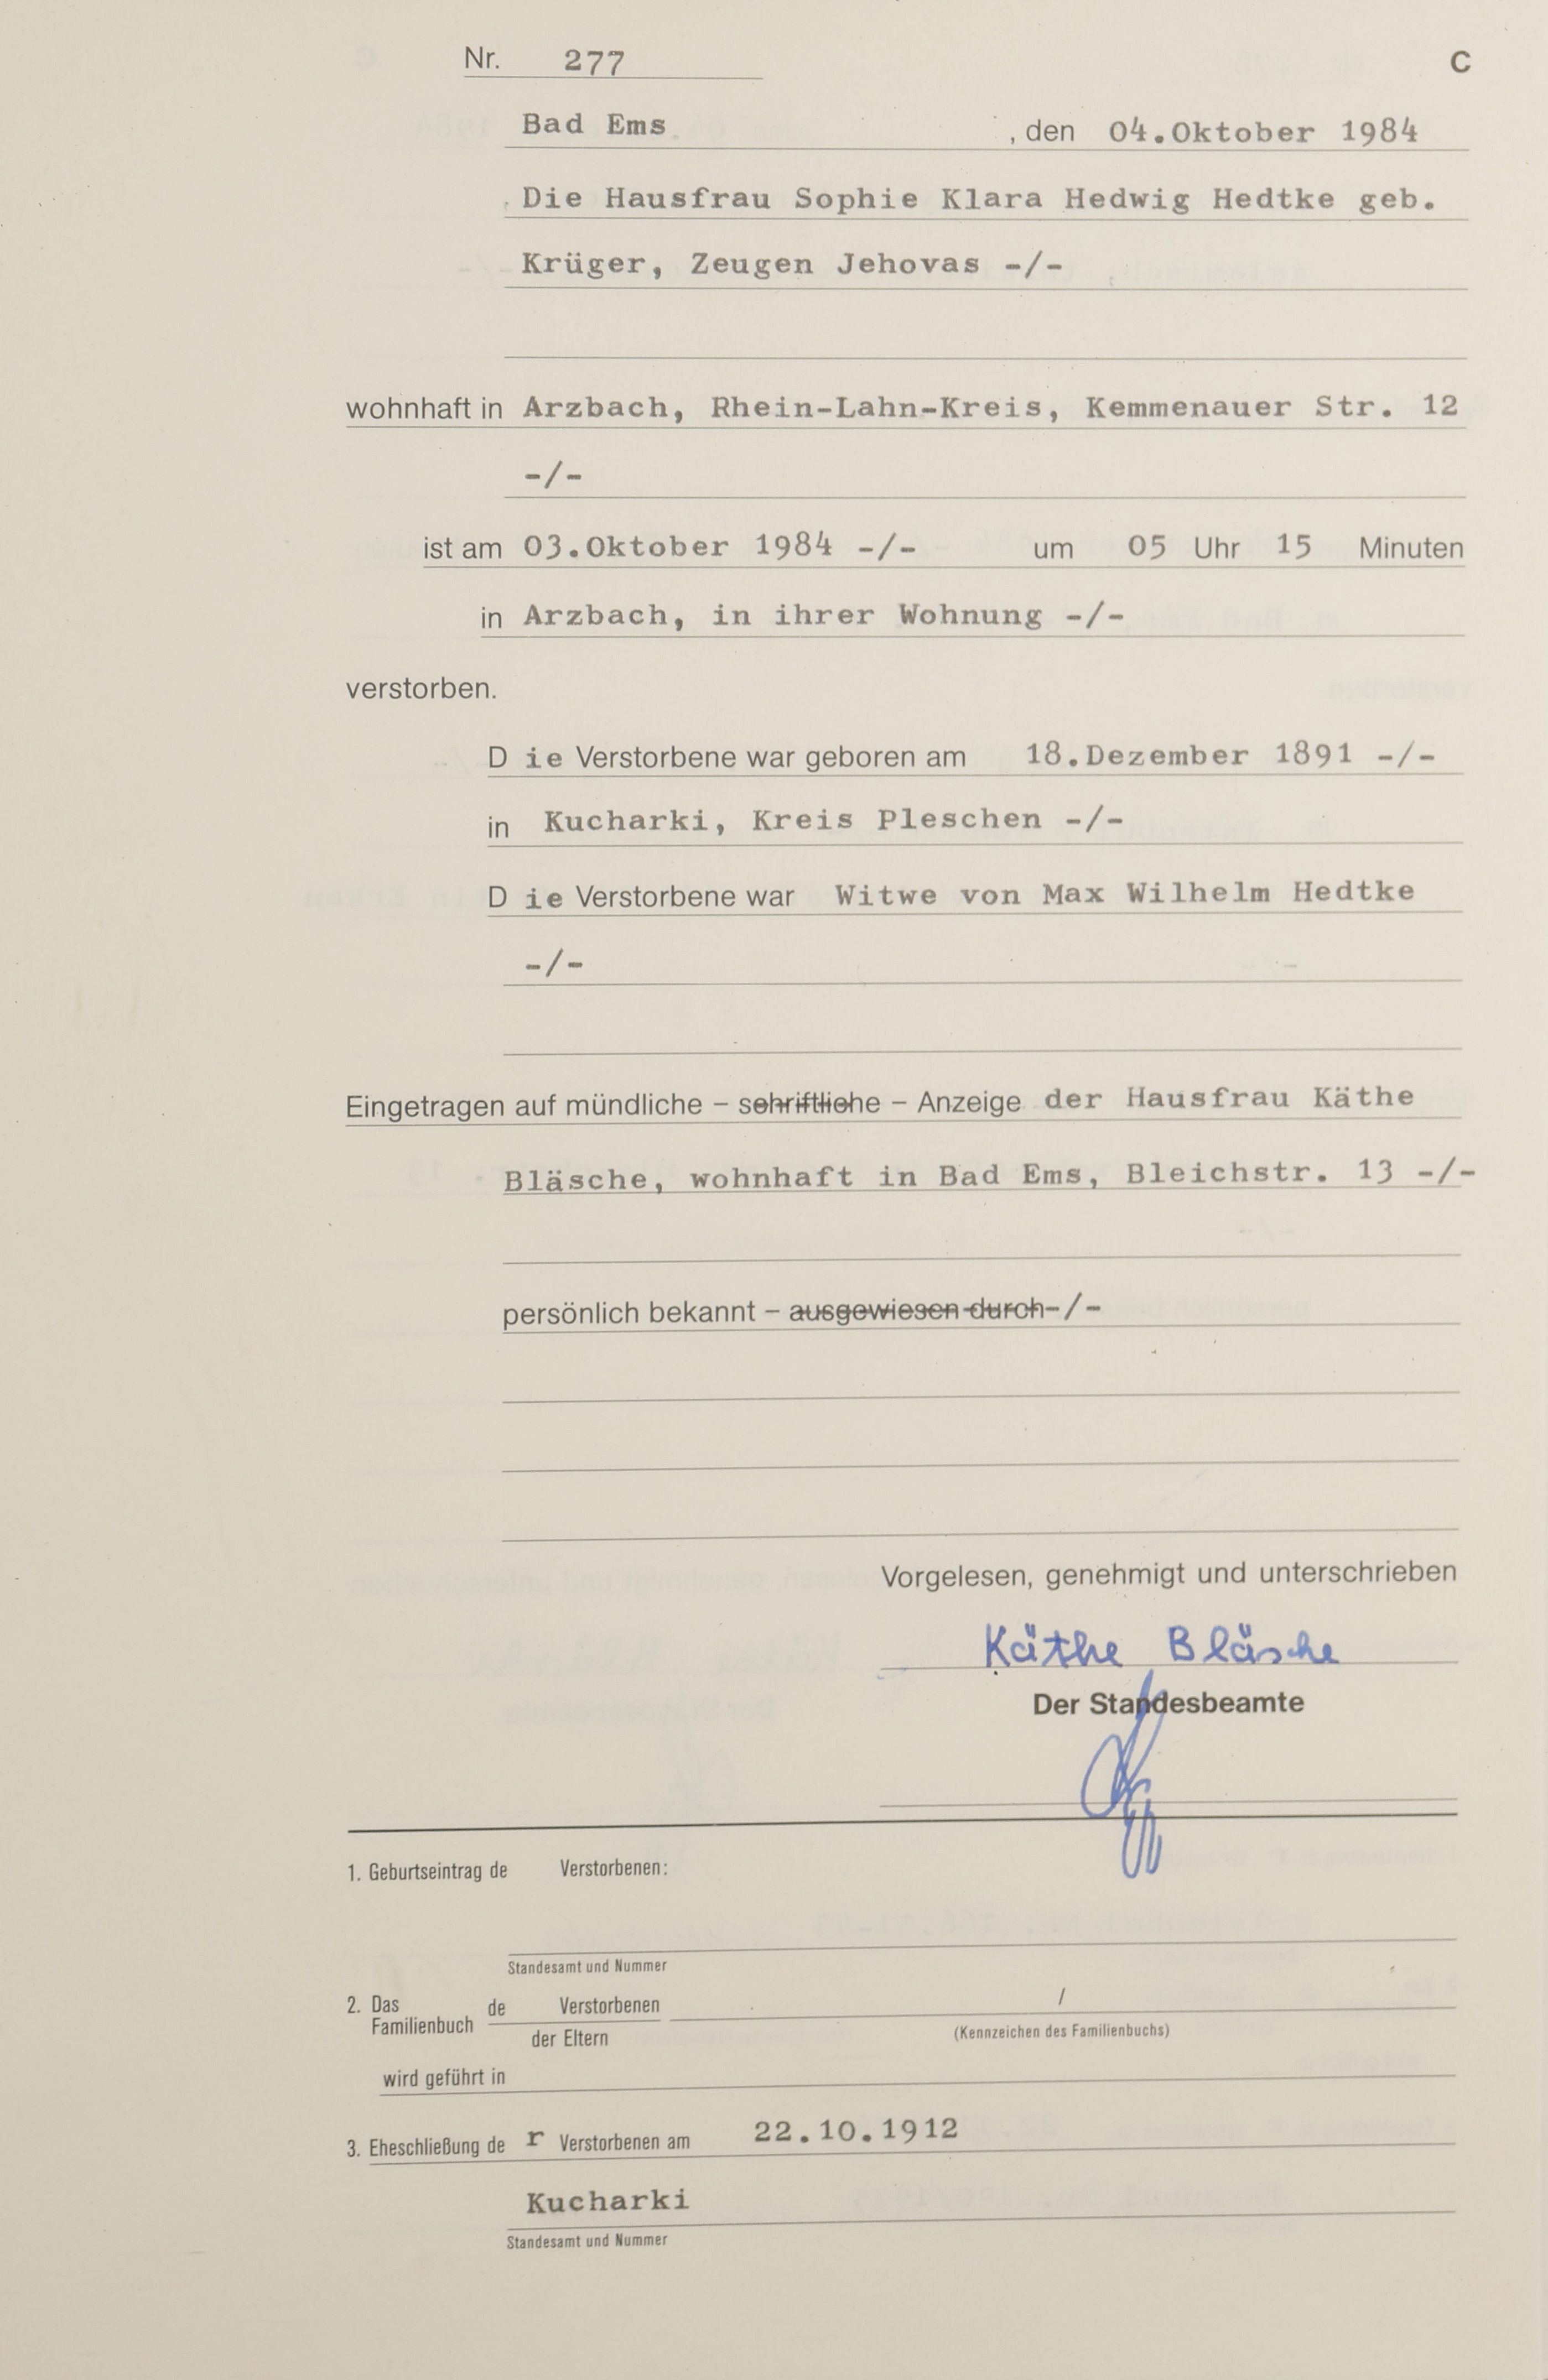 Nr. 277 C
Bad Ems , den 04.Oktober 1984
Die Hausfrau Sophie Klara Hedwig Hedtke geb.
Krüger, Zeugen Jehovas -/-
wohnhaft in Arzbach, Rhein-Lahn-Kreis, Kemmenauer Str. 12
-/-
ist am 03.Oktober 1984 -/- um 05 Uhr 15 Minuten
in Arzbach, in ihrer Wohnung -/-
verstorben.
D ie Verstorbene war geboren am 18.Dezember 1891 -/-
in Kucharki, Kreis Pleschen -/-
D ie Verstorbene war Witwe von Max Wilhelm Hedtke
-/-
Eingetragen auf mündliche – schriftliche – Anzeige der Hausfrau Käthe
Bläsche, wohnhaft in Bad Ems, Bleichstr. 13 -/-
persönlich bekannt – ausgewiesen durch -/-
Vorgelesen, genehmigt und unterschrieben
Käthe Bläsche
Der Standesbeamte
1. Geburtseintrag de Verstorbenen:
Standesamt und Nummer
2. Das Familienbuch de Verstorbenen /
der Eltern (Kennzeichen des Familienbuchs)
wird geführt in
3. Eheschließung de r Verstorbenen am 22.10.1912
Kucharki
Standesamt und Nummer